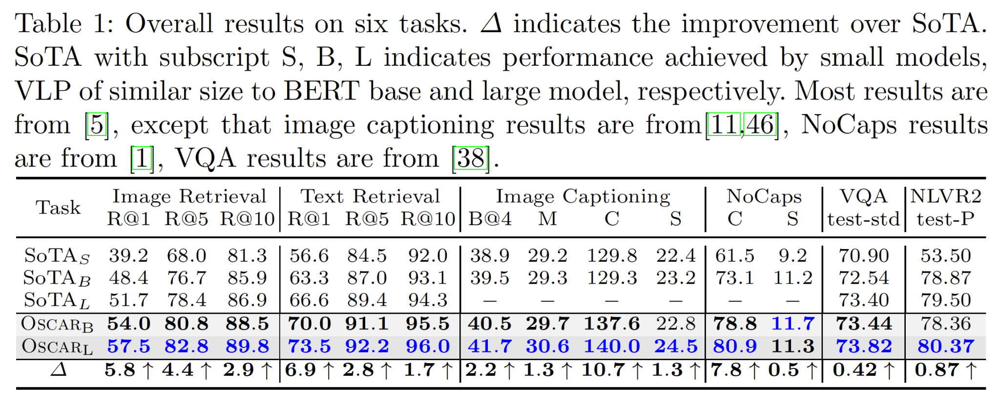 Table 1: Overall results on six tasks. Δ indicates the improvement over SoTA.
SoTA with subscript S, B, L indicates performance achieved by small models,
VLP of similar size to BERT base and large model, respectively. Most results are
from [5], except that image captioning results are from[11,46], NoCaps results
are from [1], VQA results are from [38].
Task Image Retrieval Text Retrieval Image Captioning NoCaps VQA NLVR2
R@1 R@5 R@10 R@1 R@5 R@10 B@4 M C S C S test-std test-P
SoTA_S 39.2 68.0 81.3 56.6 84.5 92.0 38.9 29.2 129.8 22.4 61.5 9.2 70.90 53.50
SoTA_B 48.4 76.7 85.9 63.3 87.0 93.1 39.5 29.3 129.3 23.2 73.1 11.2 72.54 78.87
SoTA_L 51.7 78.4 86.9 66.6 89.4 94.3 – – – – – – 73.40 79.50
OSCAR_B 54.0 80.8 88.5 70.0 91.1 95.5 40.5 29.7 137.6 22.8 78.8 11.7 73.44 78.36
OSCAR_L 57.5 82.8 89.8 73.5 92.2 96.0 41.7 30.6 140.0 24.5 80.9 11.3 73.82 80.37
Δ 5.8 ↑ 4.4 ↑ 2.9 ↑ 6.9 ↑ 2.8 ↑ 1.7 ↑ 2.2 ↑ 1.3 ↑ 10.7 ↑ 1.3 ↑ 7.8 ↑ 0.5 ↑ 0.42 ↑ 0.87 ↑